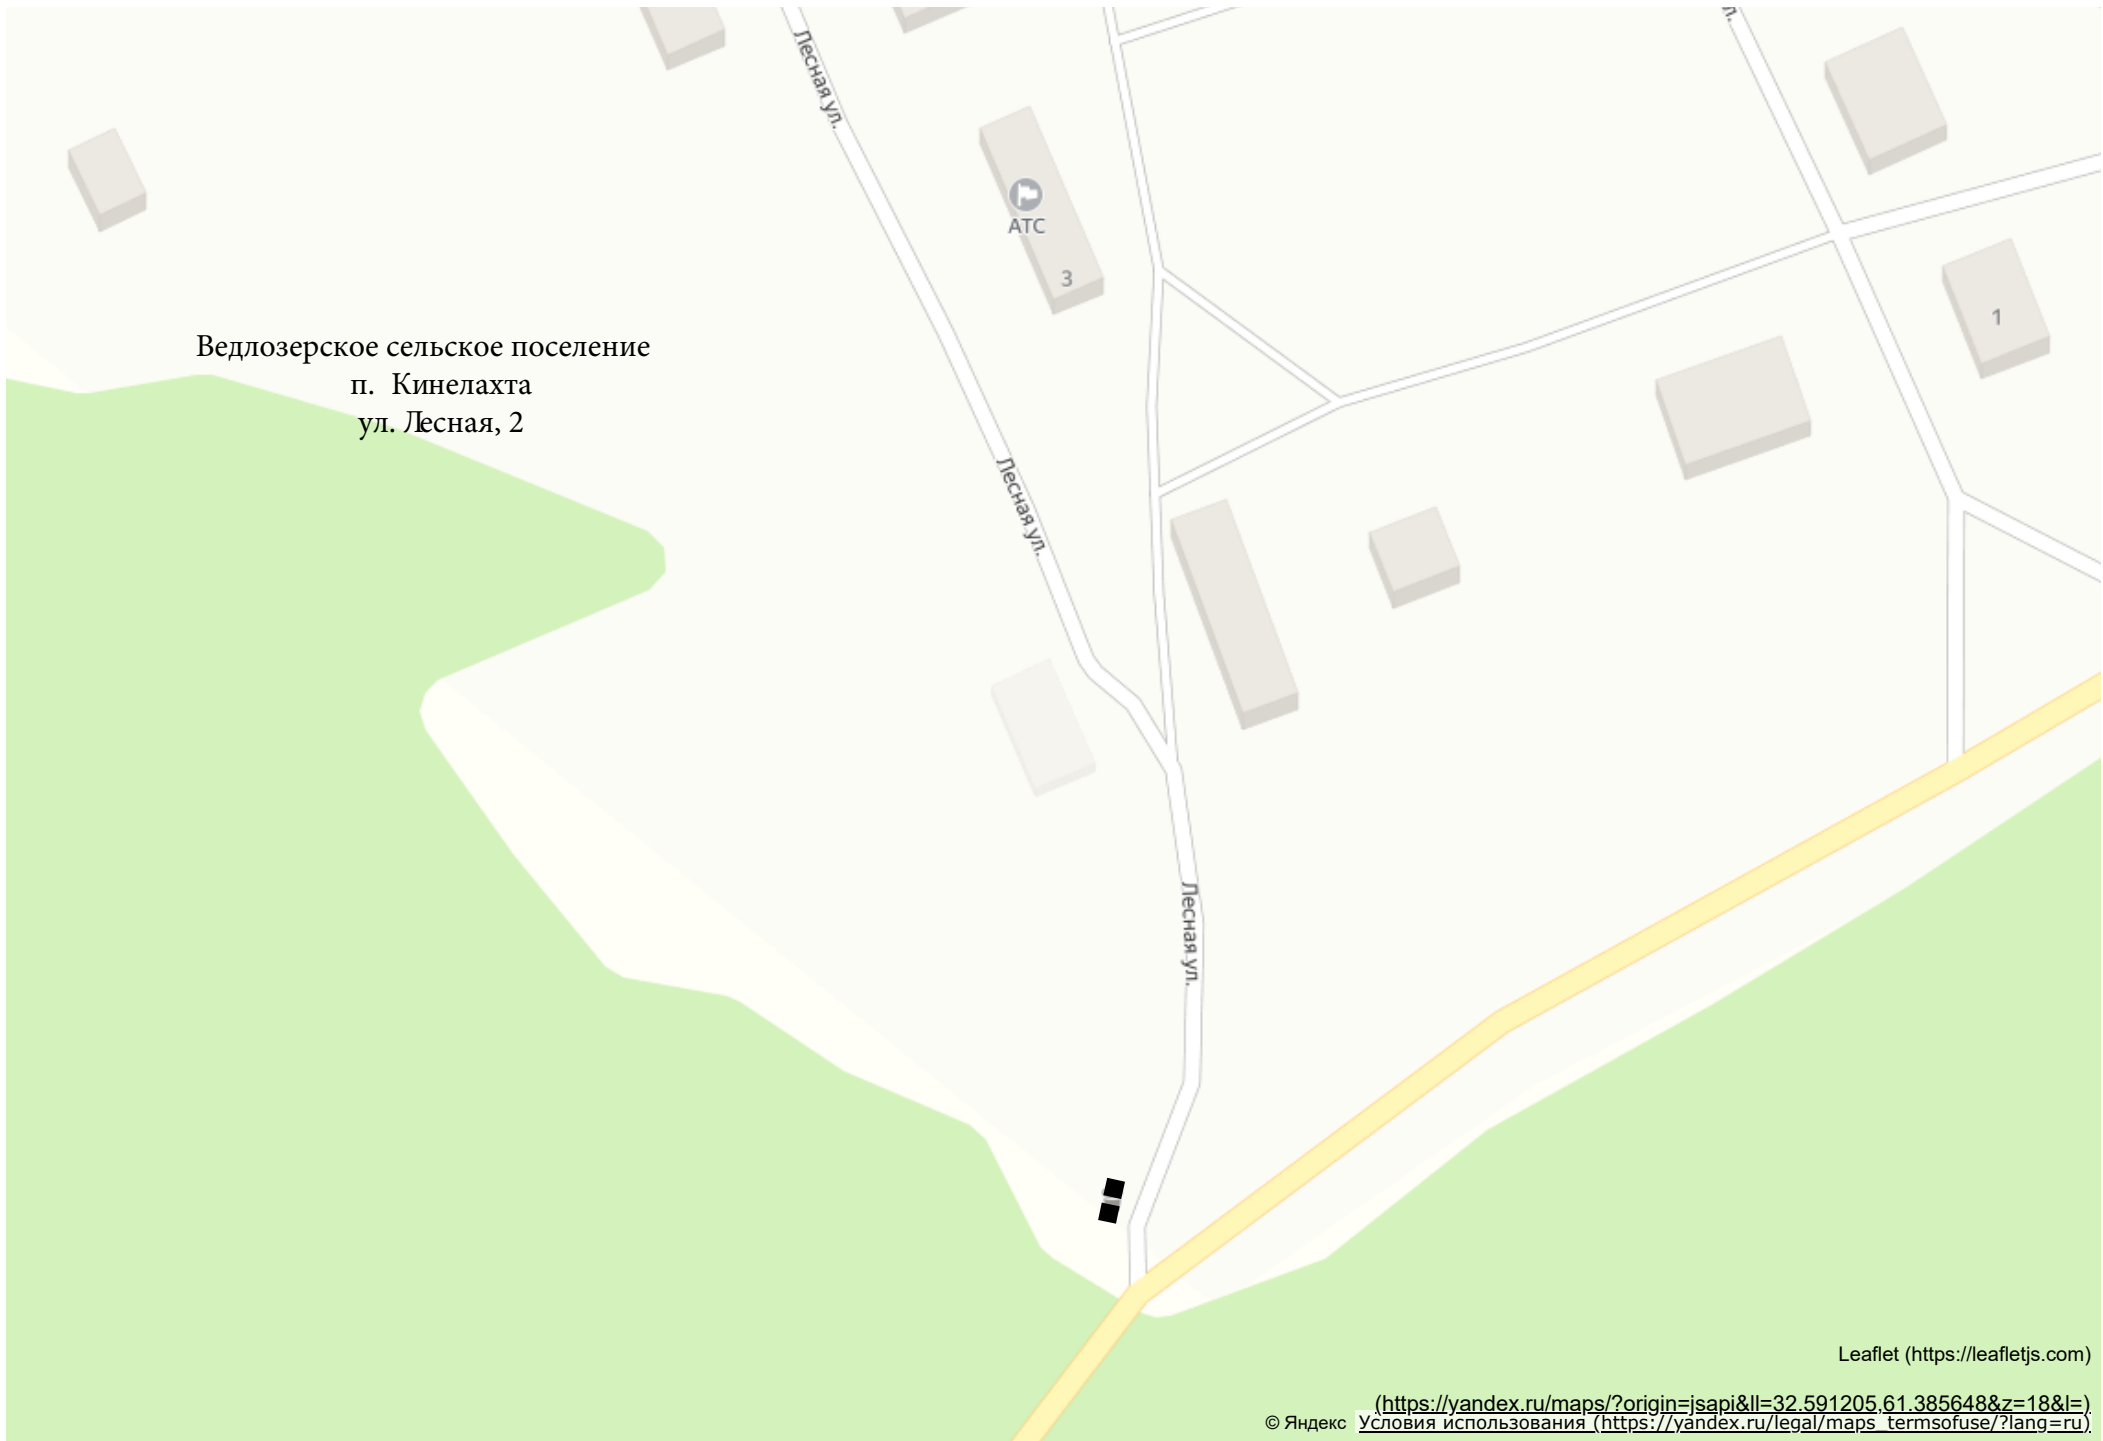 Лесная ул.
л.
АТС
3
1
Ведлозерское сельское поселение
п. Кинелахта
ул. Лесная, 2
Лесная ул.
Лесная ул.
Leaflet (https://leafletjs.com)
(https://yandex.ru/maps/?origin=jsapi&ll=32.591205,61.385648&z=18&l=)
© Яндекс Условия использования (https://yandex.ru/legal/maps_termsofuse/?lang=ru)